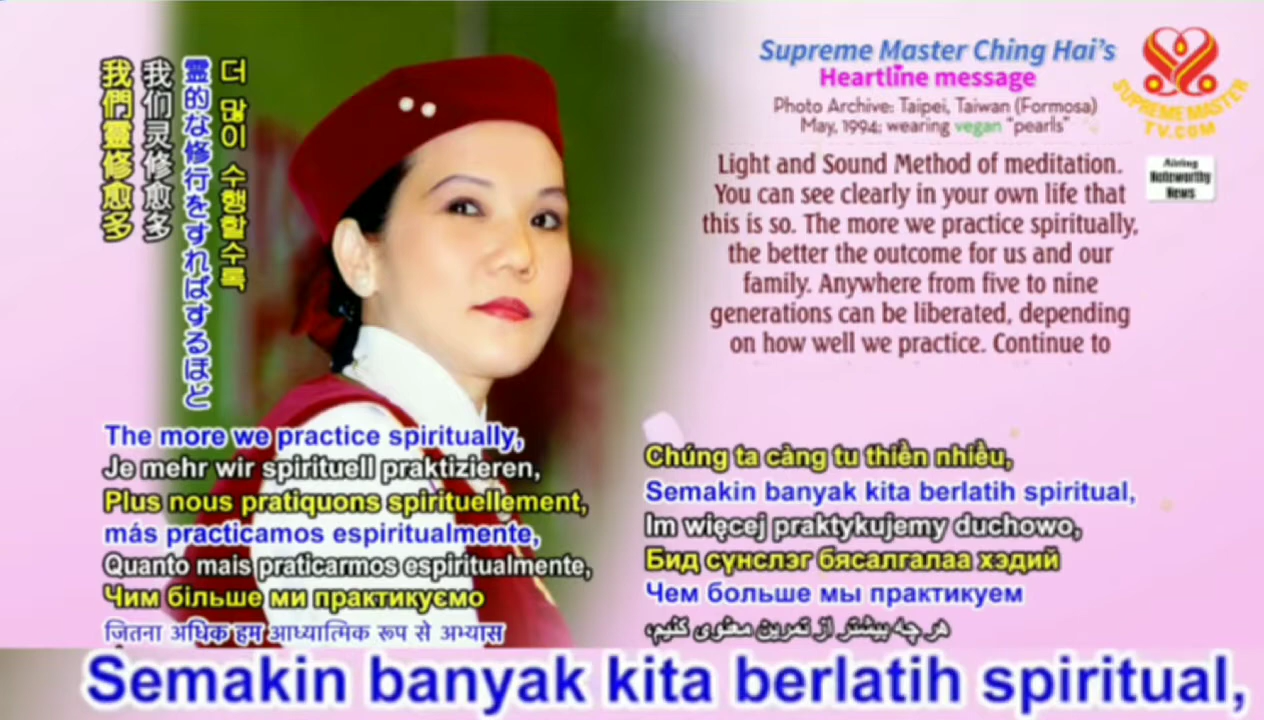 Supreme Master Ching Hai's
Heartline message
Photo Archive: Taipei, Taiwan (Formosa)
May, 1994; wearing vegan "pearls"
SUPREME MASTER
TV.COM
Airing
Noteworthy
News
Light and Sound Method of meditation.
You can see clearly in your own life that
this is so. The more we practice spiritually,
the better the outcome for us and our
family. Anywhere from five to nine
generations can be liberated, depending
on how well we practice. Continue to
더 많이 수행할수록
靈的な修行をすればするほど
我们灵修愈多
我們靈修愈多
The more we practice spiritually,
Je mehr wir spirituell praktizieren,
Plus nous pratiquons spirituellement,
más practicamos espiritualmente,
Quanto mais praticarmos espiritualmente,
Чим більше ми практикуємо
जितना अधिक हम आध्यात्मिक रूप से अभ्यास
Chúng ta càng tu thiền nhiều,
Semakin banyak kita berlatih spiritual,
Im więcej praktykujemy duchowo,
Бид сүнслэг бясалгалаа хэдий
Чем больше мы практикуем
هر چه بیشتر از تمرین معنوی کنیم،
Semakin banyak kita berlatih spiritual,